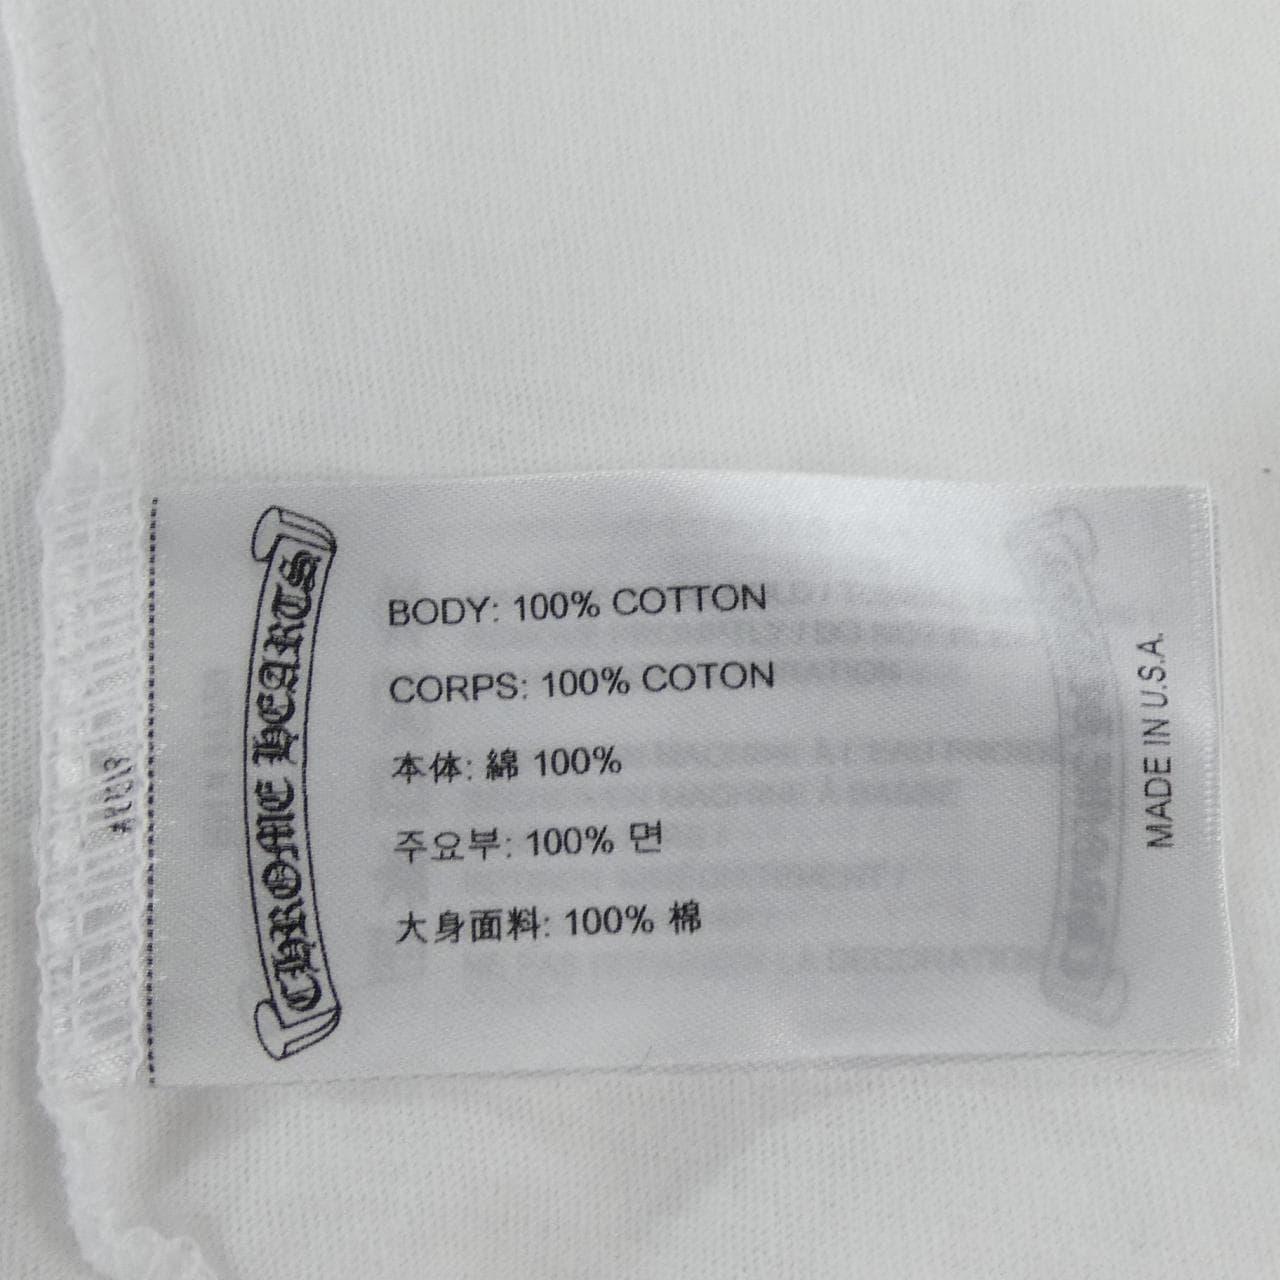 CHROME HEARTS
BODY: 100% COTTON
CORPS: 100% COTON
本体: 綿 100%
주요부: 100% 면
大身面料: 100% 棉
MADE IN U.S.A.